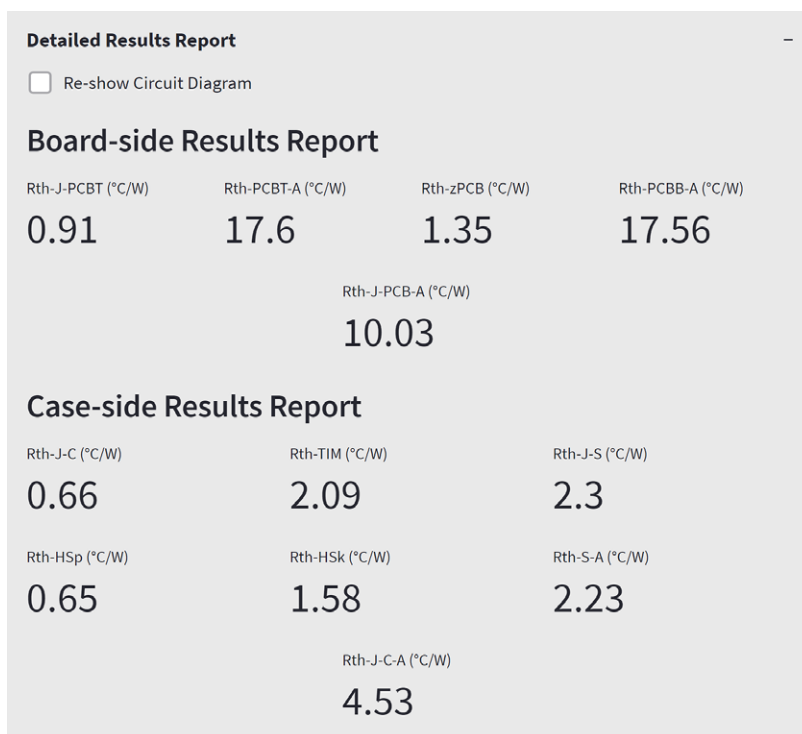 Detailed Results Report
–
Re-show Circuit Diagram
Board-side Results Report
Rth-J-PCBT (°C/W) Rth-PCBT-A (°C/W) Rth-zPCB (°C/W) Rth-PCBB-A (°C/W)
0.91 17.6 1.35 17.56
Rth-J-PCB-A (°C/W)
10.03
Case-side Results Report
Rth-J-C (°C/W) Rth-TIM (°C/W) Rth-J-S (°C/W)
0.66 2.09 2.3
Rth-HSp (°C/W) Rth-HSk (°C/W) Rth-S-A (°C/W)
0.65 1.58 2.23
Rth-J-C-A (°C/W)
4.53